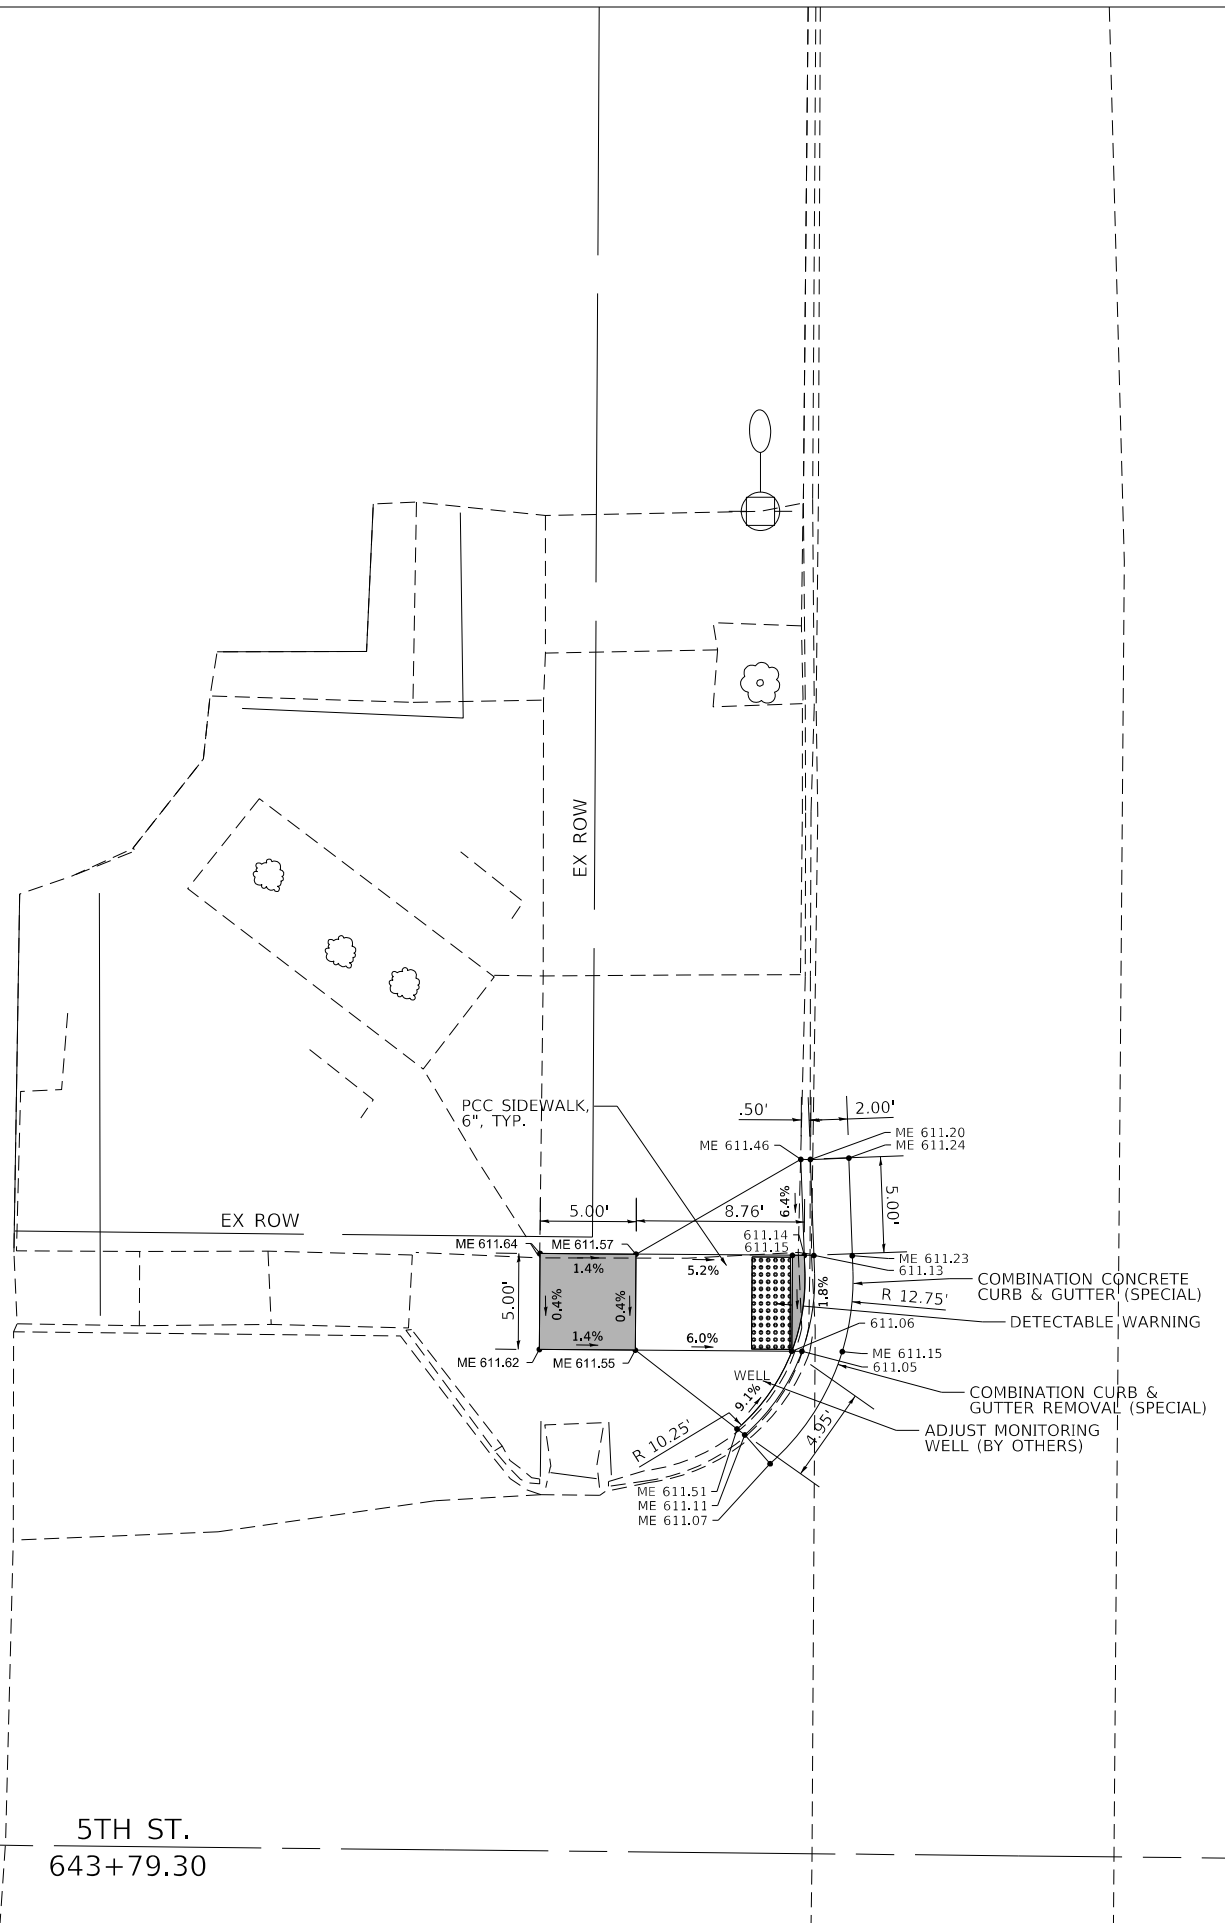 EX ROW
PCC SIDEWALK,
6", TYP.
.50'
2.00'
ME 611.46
ME 611.20
ME 611.24
6.4%
5.00'
EX ROW
5.00'
8.76'
ME 611.64
ME 611.57
611.14
611.15
ME 611.23
611.13
1.4%
5.2%
COMBINATION CONCRETE
CURB & GUTTER (SPECIAL)
R 12.75'
1.8%
5.00'
0.4%
0.4%
DETECTABLE WARNING
611.06
1.4%
6.0%
ME 611.62
ME 611.55
ME 611.15
611.05
WELL
9.1%
COMBINATION CURB &
GUTTER REMOVAL (SPECIAL)
R 10.25'
4.95'
ADJUST MONITORING
WELL (BY OTHERS)
ME 611.51
ME 611.11
ME 611.07
5TH ST.
643+79.30